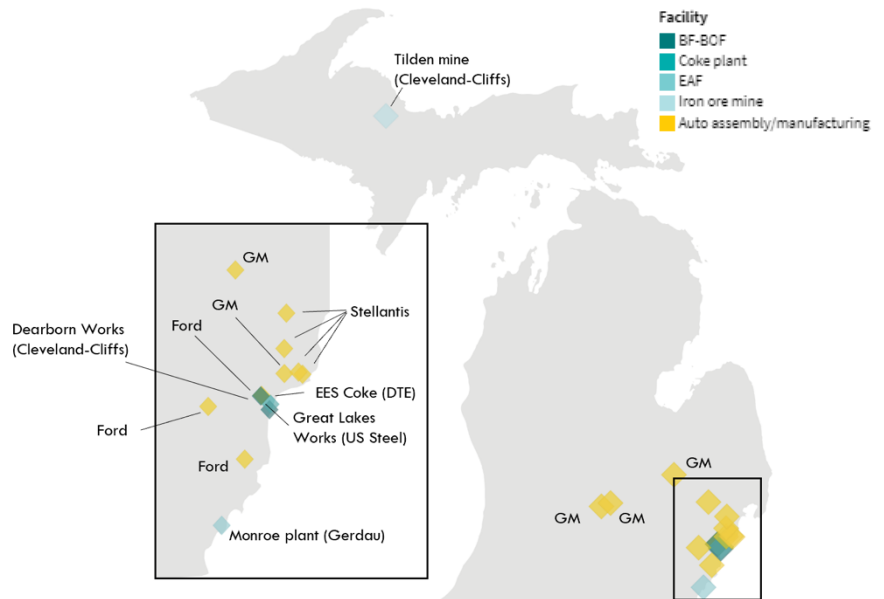 Facility
BF-BOF
Coke plant
EAF
Iron ore mine
Auto assembly/manufacturing
Tilden mine
(Cleveland-Cliffs)
GM
GM
Stellantis
Ford
Dearborn Works
(Cleveland-Cliffs)
EES Coke (DTE)
Great Lakes
Works (US Steel)
Ford
Ford
Monroe plant (Gerdau)
GM
GM
GM